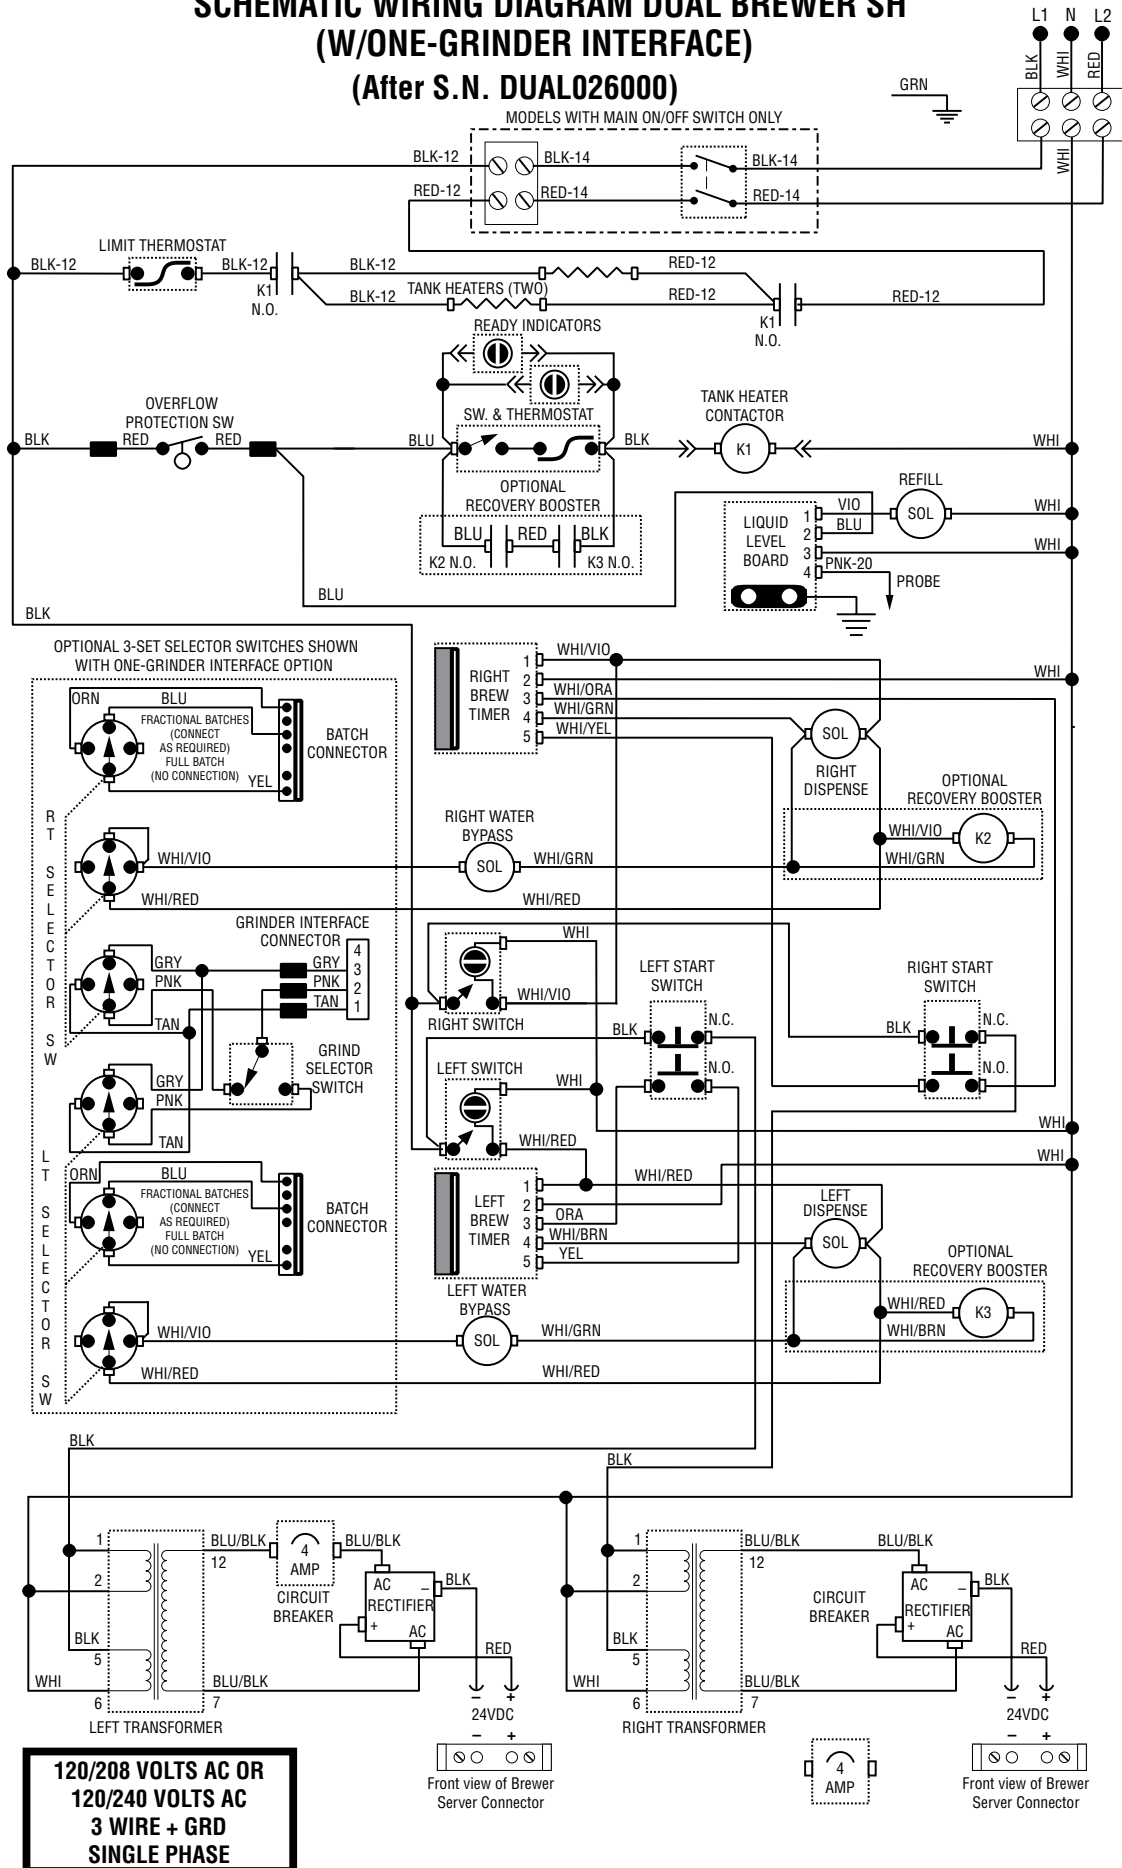 SCHEMATIC WIRING DIAGRAM DUAL BREWER SH
(W/ONE-GRINDER INTERFACE)
(After S.N. DUAL026000)
L1 N L2
BLK WHI RED
GRN
MODELS WITH MAIN ON/OFF SWITCH ONLY
BLK-12 BLK-14 BLK-14
WHI
RED-12 RED-14 RED-14
LIMIT THERMOSTAT
BLK-12 BLK-12 BLK-12 RED-12
K1
N.O.
BLK-12 TANK HEATERS (TWO) RED-12 RED-12
K1
N.O.
READY INDICATORS
OVERFLOW
PROTECTION SW
SW. & THERMOSTAT
TANK HEATER
CONTACTOR
BLK RED RED BLU BLK K1 WHI
OPTIONAL
RECOVERY BOOSTER
BLU RED BLK
K2 N.O. K3 N.O.
REFILL
SOL
LIQUID
LEVEL
BOARD
1 VIO WHI
2 BLU
3 WHI
4 PNK-20
PROBE
BLU
BLK
OPTIONAL 3-SET SELECTOR SWITCHES SHOWN
WITH ONE-GRINDER INTERFACE OPTION
RIGHT
BREW
TIMER
1 WHI/VIO
2 WHI
3 WHI/ORA
4 WHI/GRN
5 WHI/YEL
ORN BLU
FRACTIONAL BATCHES
(CONNECT
AS REQUIRED)
FULL BATCH
(NO CONNECTION)
YEL
BATCH
CONNECTOR
SOL
RIGHT
DISPENSE
OPTIONAL
RECOVERY BOOSTER
WHI/VIO K2
WHI/GRN
RT SELECTOR SW
RIGHT WATER
BYPASS
WHI/VIO SOL WHI/GRN
WHI/RED WHI/RED
GRINDER INTERFACE
CONNECTOR
4
GRY GRY 3
PNK PNK 2
TAN TAN 1
GRIND
SELECTOR
SWITCH
GRY
PNK
TAN
WHI
WHI/VIO
RIGHT SWITCH
LEFT START
SWITCH
BLK N.C.
N.O.
RIGHT START
SWITCH
BLK N.C.
N.O.
LEFT SWITCH
WHI
WHI/RED
WHI
WHI
LT SELECTOR SW
ORN BLU
FRACTIONAL BATCHES
(CONNECT
AS REQUIRED)
FULL BATCH
(NO CONNECTION)
YEL
BATCH
CONNECTOR
LEFT
BREW
TIMER
1 WHI/RED
2
3 ORA
4 WHI/BRN
5 YEL
LEFT
DISPENSE
SOL
OPTIONAL
RECOVERY BOOSTER
WHI/RED K3
WHI/BRN
LEFT WATER
BYPASS
WHI/VIO SOL WHI/GRN
WHI/RED WHI/RED
BLK
BLK
1 BLU/BLK 4 AMP BLU/BLK
12
2
CIRCUIT
BREAKER
AC – BLK
RECTIFIER
+ AC
BLK
5
RED
WHI BLU/BLK
6 7
LEFT TRANSFORMER
– +
24VDC
– +
Front view of Brewer
Server Connector
1 BLU/BLK BLU/BLK
12
2
CIRCUIT
BREAKER
AC – BLK
RECTIFIER
+ AC
BLK
5
RED
WHI BLU/BLK
6 7
RIGHT TRANSFORMER
– +
24VDC
– +
4
AMP
Front view of Brewer
Server Connector
120/208 VOLTS AC OR
120/240 VOLTS AC
3 WIRE + GRD
SINGLE PHASE